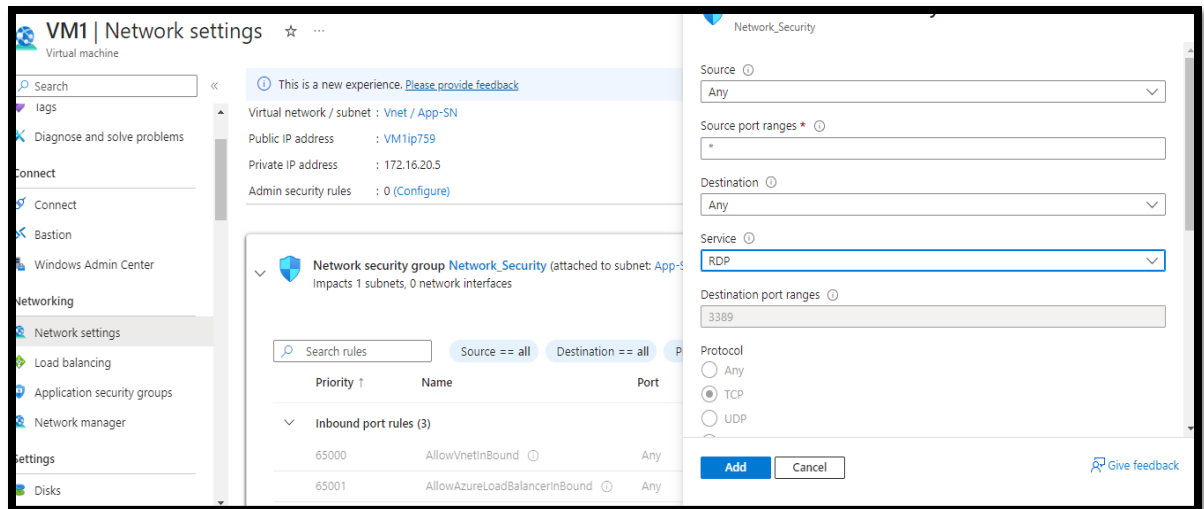 VM1 | Network settings ☆ ...
Virtual machine
Search
Tags
Diagnose and solve problems
Connect
Connect
Bastion
Windows Admin Center
Networking
Network settings
Load balancing
Application security groups
Network manager
Settings
Disks
This is a new experience. Please provide feedback
Virtual network / subnet : Vnet / App-SN
Public IP address : VM1ip759
Private IP address : 172.16.20.5
Admin security rules : 0 (Configure)
Network security group Network_Security (attached to subnet: App-S
Impacts 1 subnets, 0 network interfaces
Search rules Source == all Destination == all P
Priority ↑ Name Port
Inbound port rules (3)
65000 AllowVnetInBound Any
65001 AllowAzureLoadBalancerInBound Any
Network_Security
Source
Any
Source port ranges *
*
Destination
Any
Service
RDP
Destination port ranges
3389
Protocol
Any
TCP
UDP
Add Cancel Give feedback